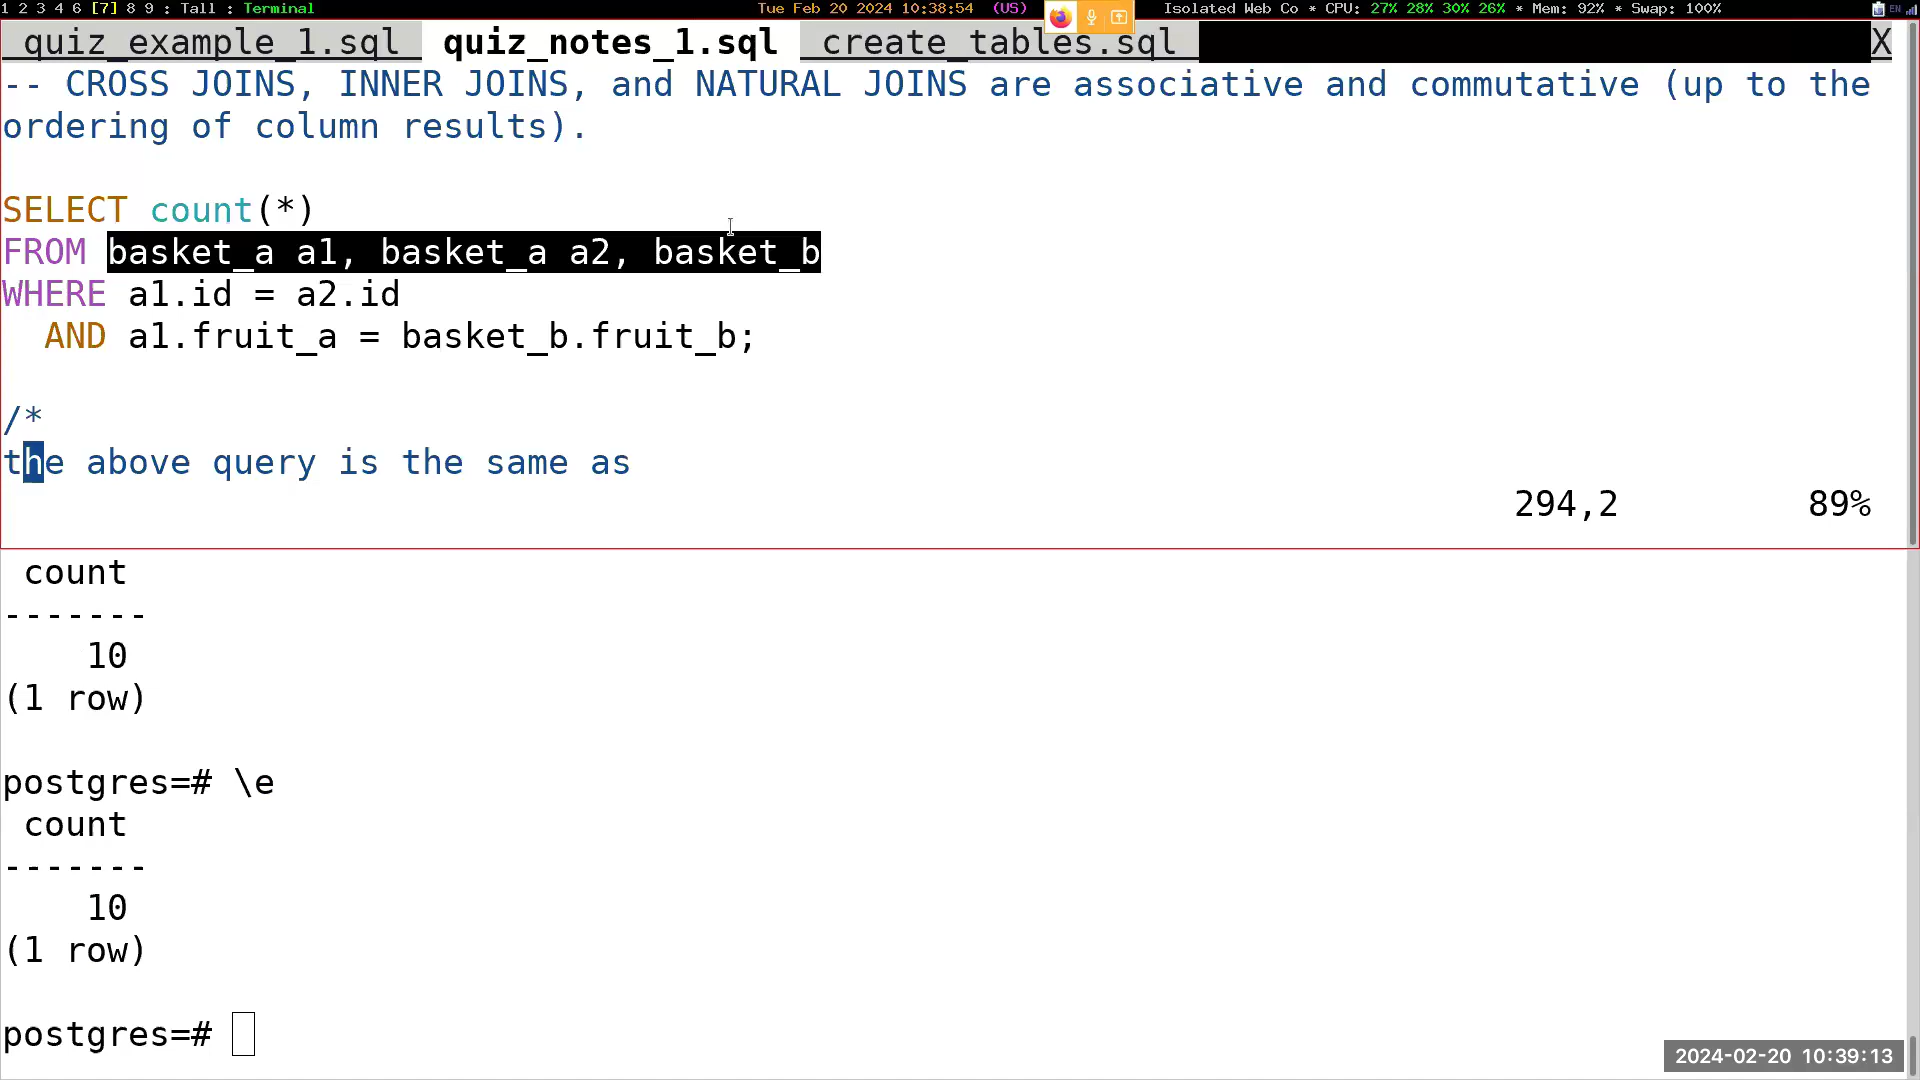 1 2 3 4 6 [7] 8 9 : Tall : Terminal
Tue Feb 20 2024 10:38:54 (US)
Isolated Web Co * CPU: 27% 28% 30% 26% * Mem: 92% * Swap: 100%
EN
quiz_example_1.sql quiz_notes_1.sql create_tables.sql X
-- CROSS JOINS, INNER JOINS, and NATURAL JOINS are associative and commutative (up to the
ordering of column results).
SELECT count(*)
FROM basket_a a1, basket_a a2, basket_b
WHERE a1.id = a2.id
AND a1.fruit_a = basket_b.fruit_b;
/*
the above query is the same as
294,2 89%
count
-------
10
(1 row)
postgres=# \e
count
-------
10
(1 row)
postgres=#
2024-02-20 10:39:13